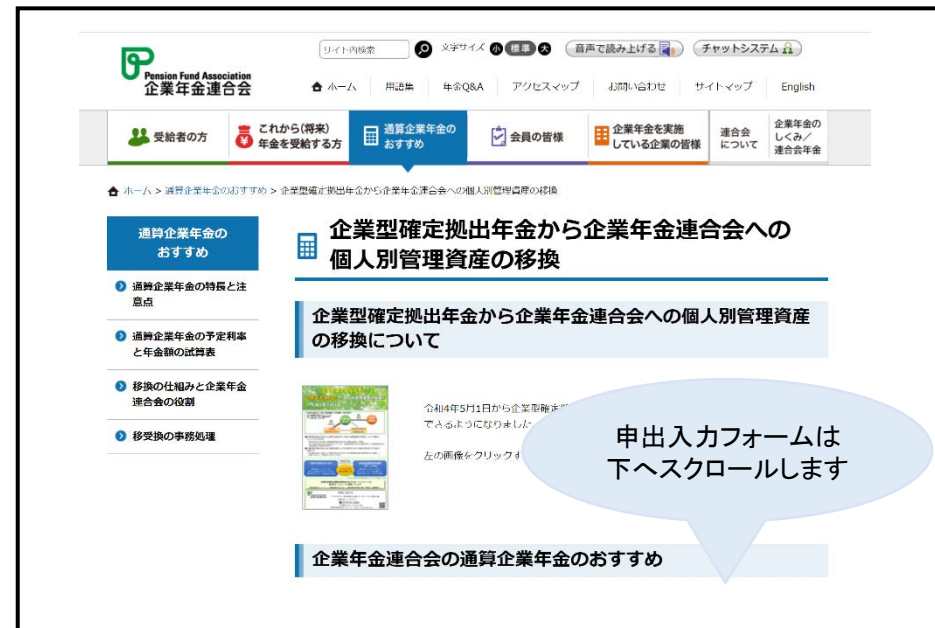 サイト内検索
文字サイズ 小 標準 大
音声で読み上げる
チャットシステム
Pension Fund Association
企業年金連合会
ホーム
用語集
年金Q&A
アクセスマップ
お問い合わせ
サイトマップ
English
受給者の方
これから(将来)
年金を受給する方
通算企業年金の
おすすめ
会員の皆様
企業年金を実施
している企業の皆様
連合会
について
企業年金の
しくみ／
連合会年金
ホーム > 通算企業年金のおすすめ > 企業型確定拠出年金から企業年金連合会への個人別管理資産の移換
通算企業年金の
おすすめ
通算企業年金の特長と注
意点
通算企業年金の予定利率
と年金額の試算表
移換の仕組みと企業年金
連合会の役割
移受換の事務処理
企業型確定拠出年金から企業年金連合会への
個人別管理資産の移換
企業型確定拠出年金から企業年金連合会への個人別管理資産
の移換について
令和4年5月1日から企業型確定
できるようになりました
左の画像をクリックす
申出入力フォームは
下へスクロールします
企業年金連合会の通算企業年金のおすすめ